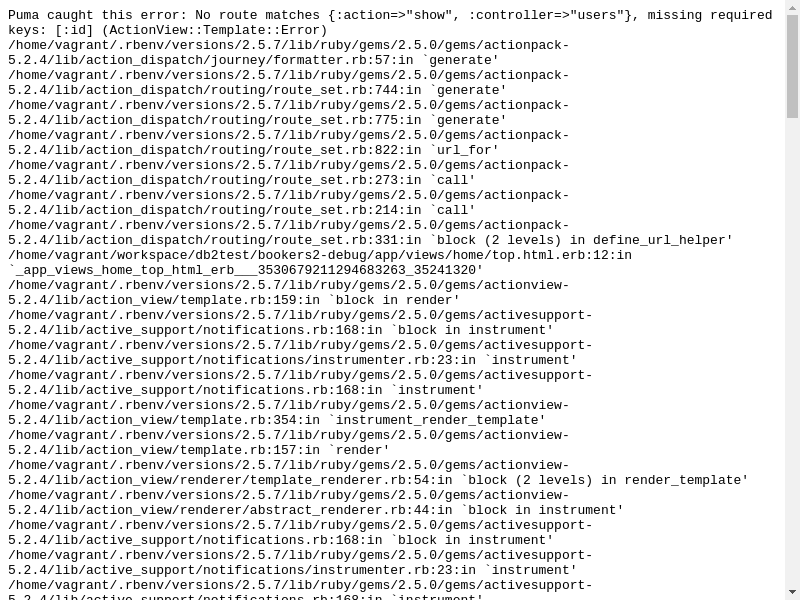 Puma caught this error: No route matches {:action=>"show", :controller=>"users"}, missing required
keys: [:id] (ActionView::Template::Error)
/home/vagrant/.rbenv/versions/2.5.7/lib/ruby/gems/2.5.0/gems/actionpack-
5.2.4/lib/action_dispatch/journey/formatter.rb:57:in `generate'
/home/vagrant/.rbenv/versions/2.5.7/lib/ruby/gems/2.5.0/gems/actionpack-
5.2.4/lib/action_dispatch/routing/route_set.rb:744:in `generate'
/home/vagrant/.rbenv/versions/2.5.7/lib/ruby/gems/2.5.0/gems/actionpack-
5.2.4/lib/action_dispatch/routing/route_set.rb:775:in `generate'
/home/vagrant/.rbenv/versions/2.5.7/lib/ruby/gems/2.5.0/gems/actionpack-
5.2.4/lib/action_dispatch/routing/route_set.rb:822:in `url_for'
/home/vagrant/.rbenv/versions/2.5.7/lib/ruby/gems/2.5.0/gems/actionpack-
5.2.4/lib/action_dispatch/routing/route_set.rb:273:in `call'
/home/vagrant/.rbenv/versions/2.5.7/lib/ruby/gems/2.5.0/gems/actionpack-
5.2.4/lib/action_dispatch/routing/route_set.rb:214:in `call'
/home/vagrant/.rbenv/versions/2.5.7/lib/ruby/gems/2.5.0/gems/actionpack-
5.2.4/lib/action_dispatch/routing/route_set.rb:331:in `block (2 levels) in define_url_helper'
/home/vagrant/workspace/db2test/bookers2-debug/app/views/home/top.html.erb:12:in
`_app_views_home_top_html_erb___3530679211294683263_35241320'
/home/vagrant/.rbenv/versions/2.5.7/lib/ruby/gems/2.5.0/gems/actionview-
5.2.4/lib/action_view/template.rb:159:in `block in render'
/home/vagrant/.rbenv/versions/2.5.7/lib/ruby/gems/2.5.0/gems/activesupport-
5.2.4/lib/active_support/notifications.rb:168:in `block in instrument'
/home/vagrant/.rbenv/versions/2.5.7/lib/ruby/gems/2.5.0/gems/activesupport-
5.2.4/lib/active_support/notifications/instrumenter.rb:23:in `instrument'
/home/vagrant/.rbenv/versions/2.5.7/lib/ruby/gems/2.5.0/gems/activesupport-
5.2.4/lib/active_support/notifications.rb:168:in `instrument'
/home/vagrant/.rbenv/versions/2.5.7/lib/ruby/gems/2.5.0/gems/actionview-
5.2.4/lib/action_view/template.rb:354:in `instrument_render_template'
/home/vagrant/.rbenv/versions/2.5.7/lib/ruby/gems/2.5.0/gems/actionview-
5.2.4/lib/action_view/template.rb:157:in `render'
/home/vagrant/.rbenv/versions/2.5.7/lib/ruby/gems/2.5.0/gems/actionview-
5.2.4/lib/action_view/renderer/template_renderer.rb:54:in `block (2 levels) in render_template'
/home/vagrant/.rbenv/versions/2.5.7/lib/ruby/gems/2.5.0/gems/actionview-
5.2.4/lib/action_view/renderer/abstract_renderer.rb:44:in `block in instrument'
/home/vagrant/.rbenv/versions/2.5.7/lib/ruby/gems/2.5.0/gems/activesupport-
5.2.4/lib/active_support/notifications.rb:168:in `block in instrument'
/home/vagrant/.rbenv/versions/2.5.7/lib/ruby/gems/2.5.0/gems/activesupport-
5.2.4/lib/active_support/notifications/instrumenter.rb:23:in `instrument'
/home/vagrant/.rbenv/versions/2.5.7/lib/ruby/gems/2.5.0/gems/activesupport-
5.2.4/lib/active_support/notifications.rb:168:in `instrument'